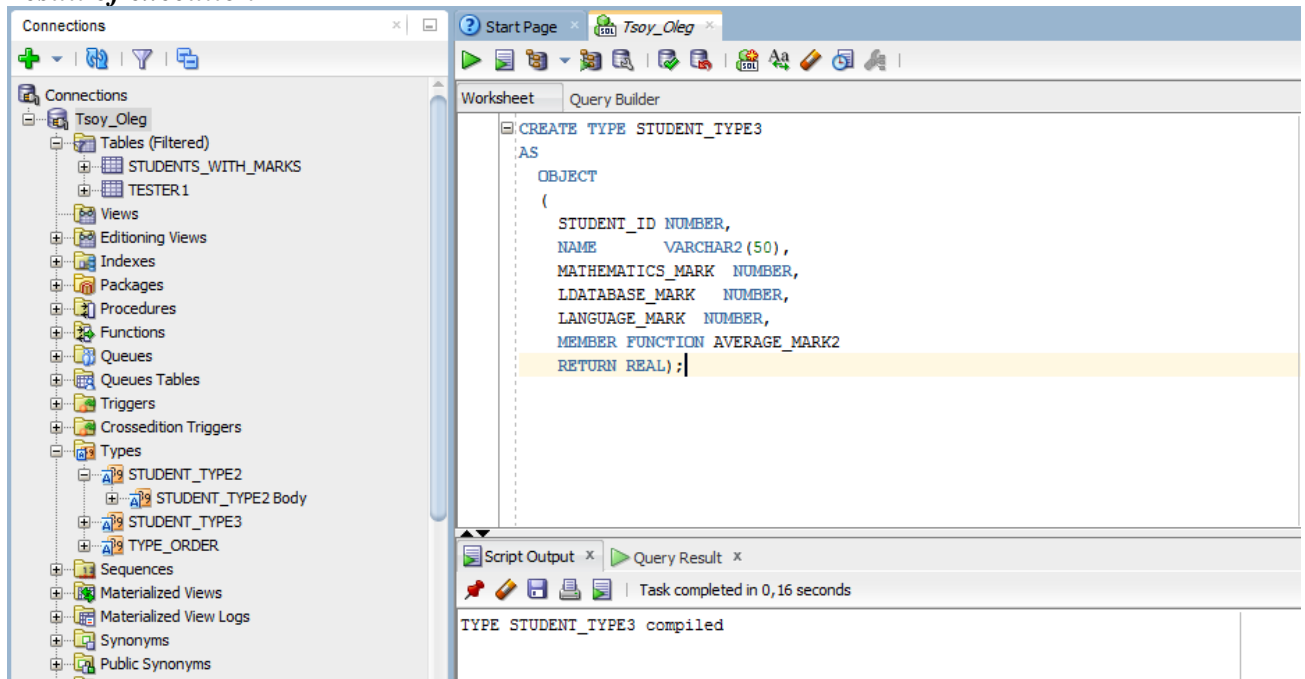 Connections
Connections
Tsoy_Oleg
Tables (Filtered)
STUDENTS_WITH_MARKS
TESTER1
Views
Editioning Views
Indexes
Packages
Procedures
Functions
Queues
Queues Tables
Triggers
Crossedition Triggers
Types
STUDENT_TYPE2
STUDENT_TYPE2 Body
STUDENT_TYPE3
TYPE_ORDER
Sequences
Materialized Views
Materialized View Logs
Synonyms
Public Synonyms
Start Page Tsoy_Oleg
Worksheet Query Builder
CREATE TYPE STUDENT_TYPE3
AS
OBJECT
(
STUDENT_ID NUMBER,
NAME VARCHAR2(50),
MATHEMATICS_MARK NUMBER,
LDATABASE_MARK NUMBER,
LANGUAGE_MARK NUMBER,
MEMBER FUNCTION AVERAGE_MARK2
RETURN REAL);
Script Output Query Result
Task completed in 0,16 seconds
TYPE STUDENT_TYPE3 compiled